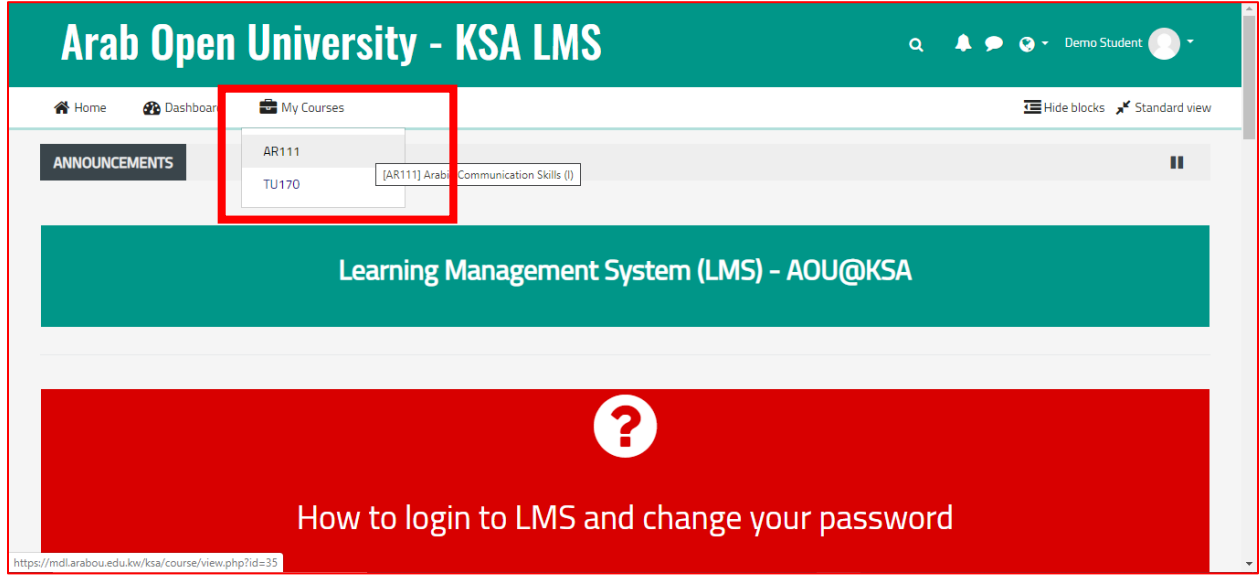 Arab Open University - KSA LMS
Demo Student
Home Dashboard My Courses Hide blocks Standard view
ANNOUNCEMENTS
AR111
[AR111] Arabic Communication Skills (I)
TU170
Learning Management System (LMS) - AOU@KSA
?
How to login to LMS and change your password
https://mdl.arabou.edu.kw/ksa/course/view.php?id=35